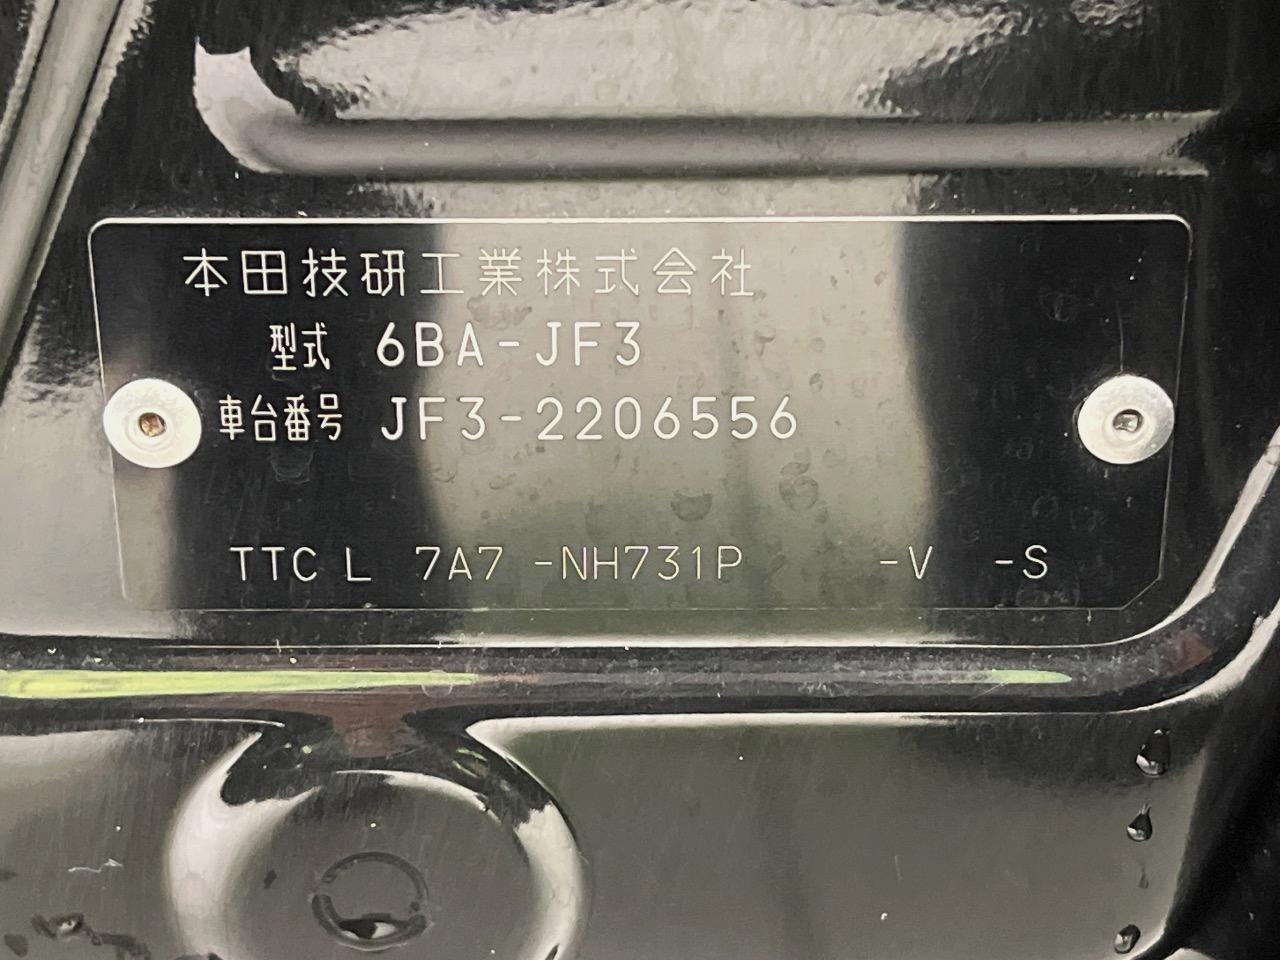 本田技研工業株式会社
型式 6BA-JF3
車台番号 JF3-2206556
TTC L 7A7 -NH731P -V -S